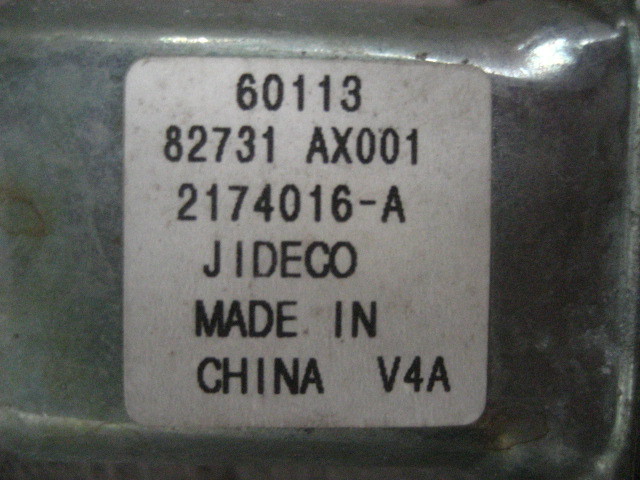 60113
82731 AX001
2174016-A
JIDECO
MADE IN
CHINA V4A